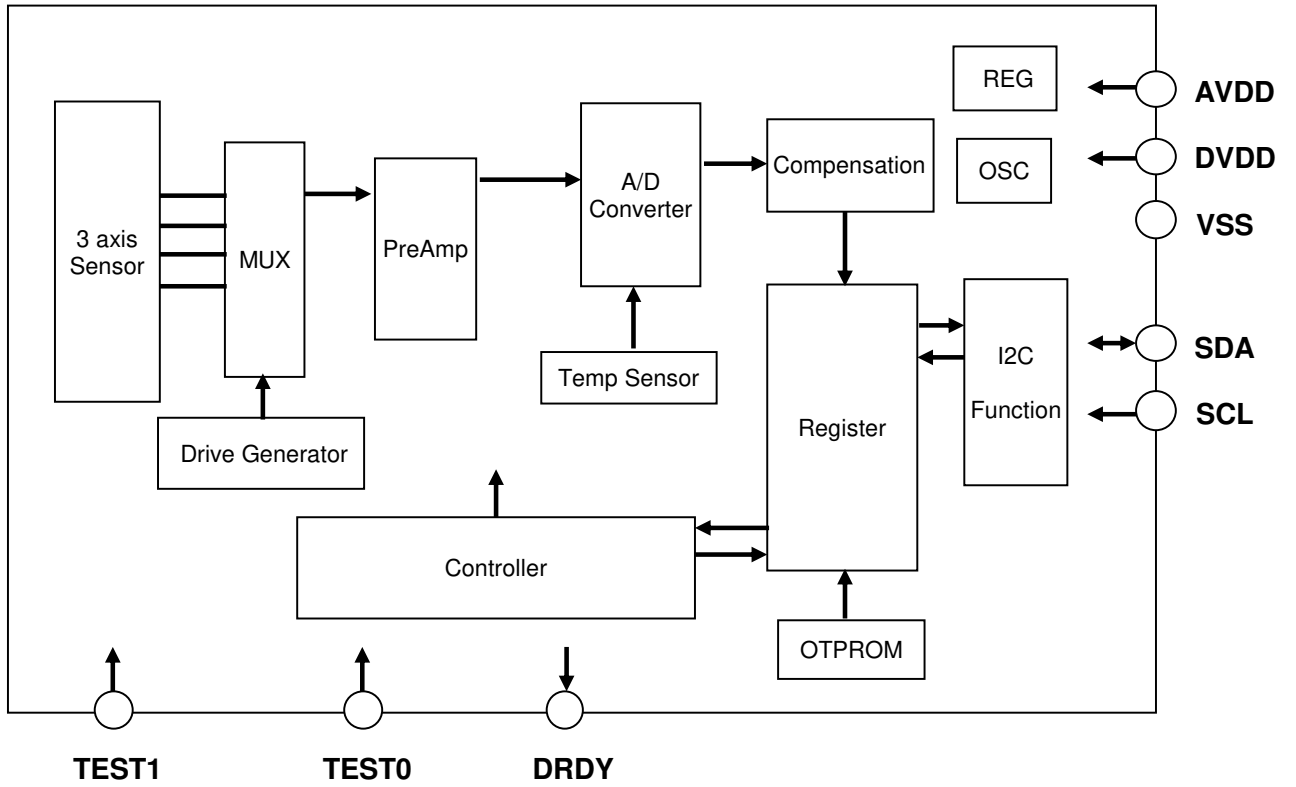 REG
AVDD
3 axis
Sensor
MUX
PreAmp
A/D
Converter
Compensation
OSC
DVDD
VSS
Temp Sensor
Drive Generator
Register
I2C
Function
SDA
SCL
Controller
OTPROM
TEST1
TEST0
DRDY